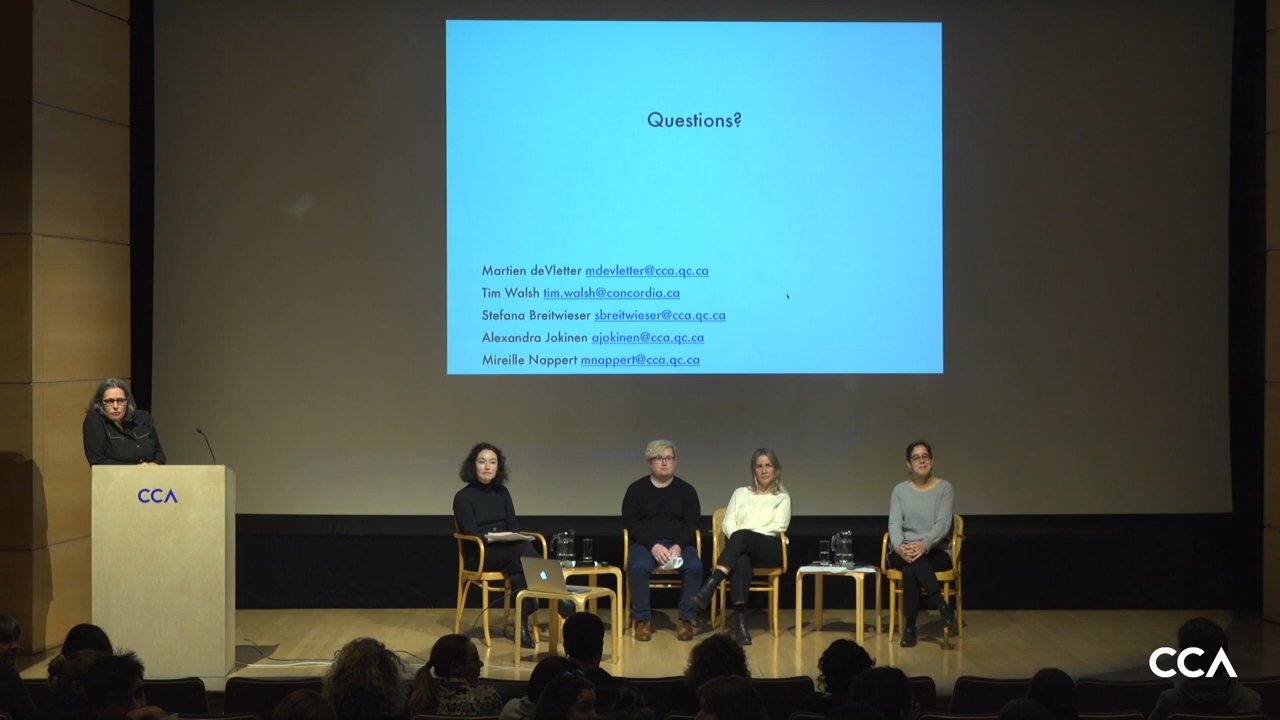 Questions?
Martien deVletter mdevletter@cca.qc.ca
Tim Walsh tim.walsh@concordia.ca
Stefana Breitwieser sbreitwieser@cca.qc.ca
Alexandra Jokinen ajokinen@cca.qc.ca
Mireille Nappert mnappert@cca.qc.ca
CCA
CCA